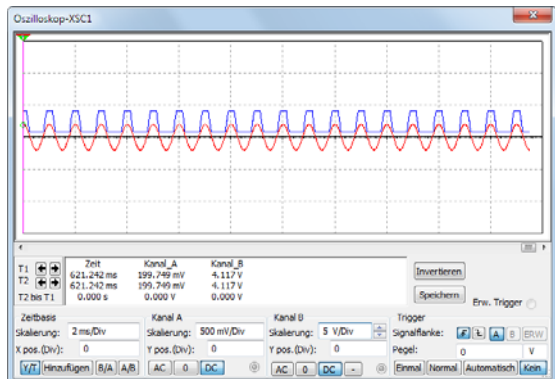 Oszilloskop-XSC1
T1
T2
T2 bis T1
Zeit Kanal_A Kanal_B
621.242 ms 199.749 mV 4.117 V
621.242 ms 199.749 mV 4.117 V
0.000 s 0.000 V 0.000 V
Invertieren
Speichern
Erw. Trigger
Zeitbasis
Skalierung: 2 ms/Div
X pos.(Div): 0
Y/T Hinzufügen B/A A/B
Kanal A
Skalierung: 500 mV/Div
Y pos.(Div): 0
AC 0 DC
Kanal B
Skalierung: 5 V/Div
Y pos.(Div): 0
AC 0 DC -
Trigger
Signalflanke: A B ERW
Pegel: 0 V
Einmal Normal Automatisch Kein